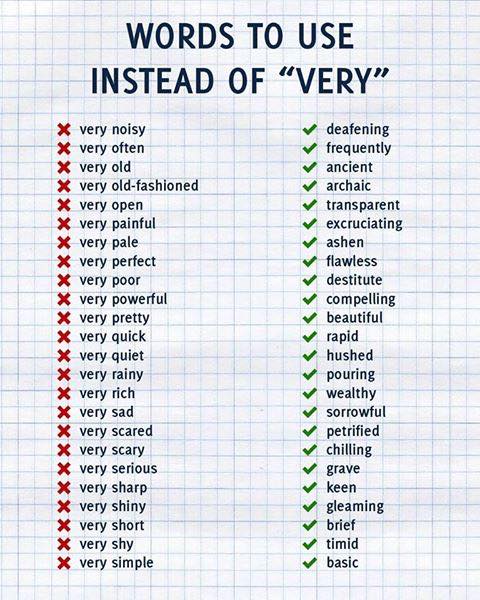 WORDS TO USE
INSTEAD OF “VERY”
very noisy deafening
very often frequently
very old ancient
very old-fashioned archaic
very open transparent
very painful excruciating
very pale ashen
very perfect flawless
very poor destitute
very powerful compelling
very pretty beautiful
very quick rapid
very quiet hushed
very rainy pouring
very rich wealthy
very sad sorrowful
very scared petrified
very scary chilling
very serious grave
very sharp keen
very shiny gleaming
very short brief
very shy timid
very simple basic